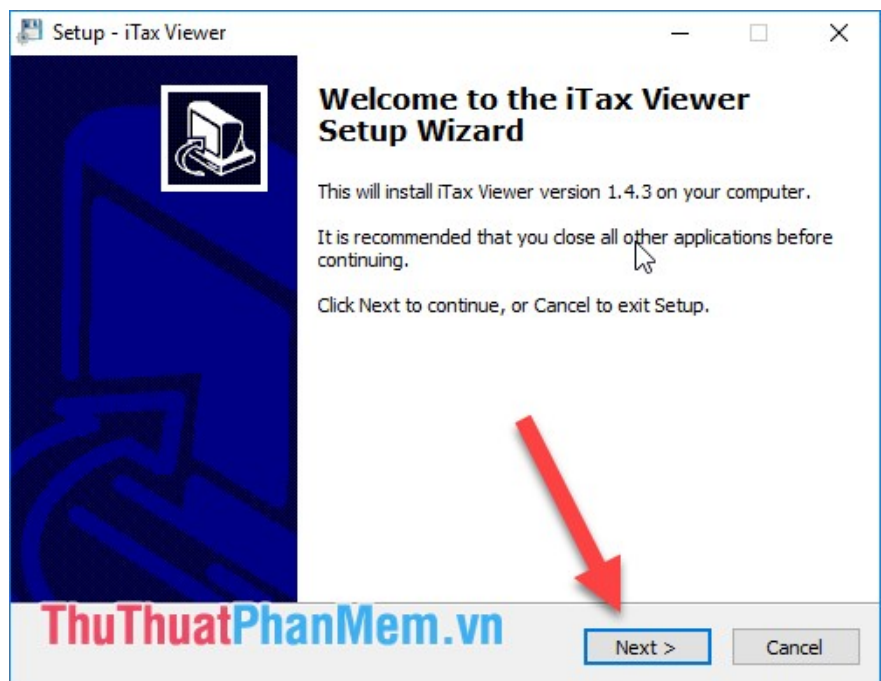 Setup - iTax Viewer
Welcome to the iTax Viewer
Setup Wizard
This will install iTax Viewer version 1.4.3 on your computer.
It is recommended that you close all other applications before
continuing.
Click Next to continue, or Cancel to exit Setup.
ThuThuatPhanMem.vn
Next >
Cancel